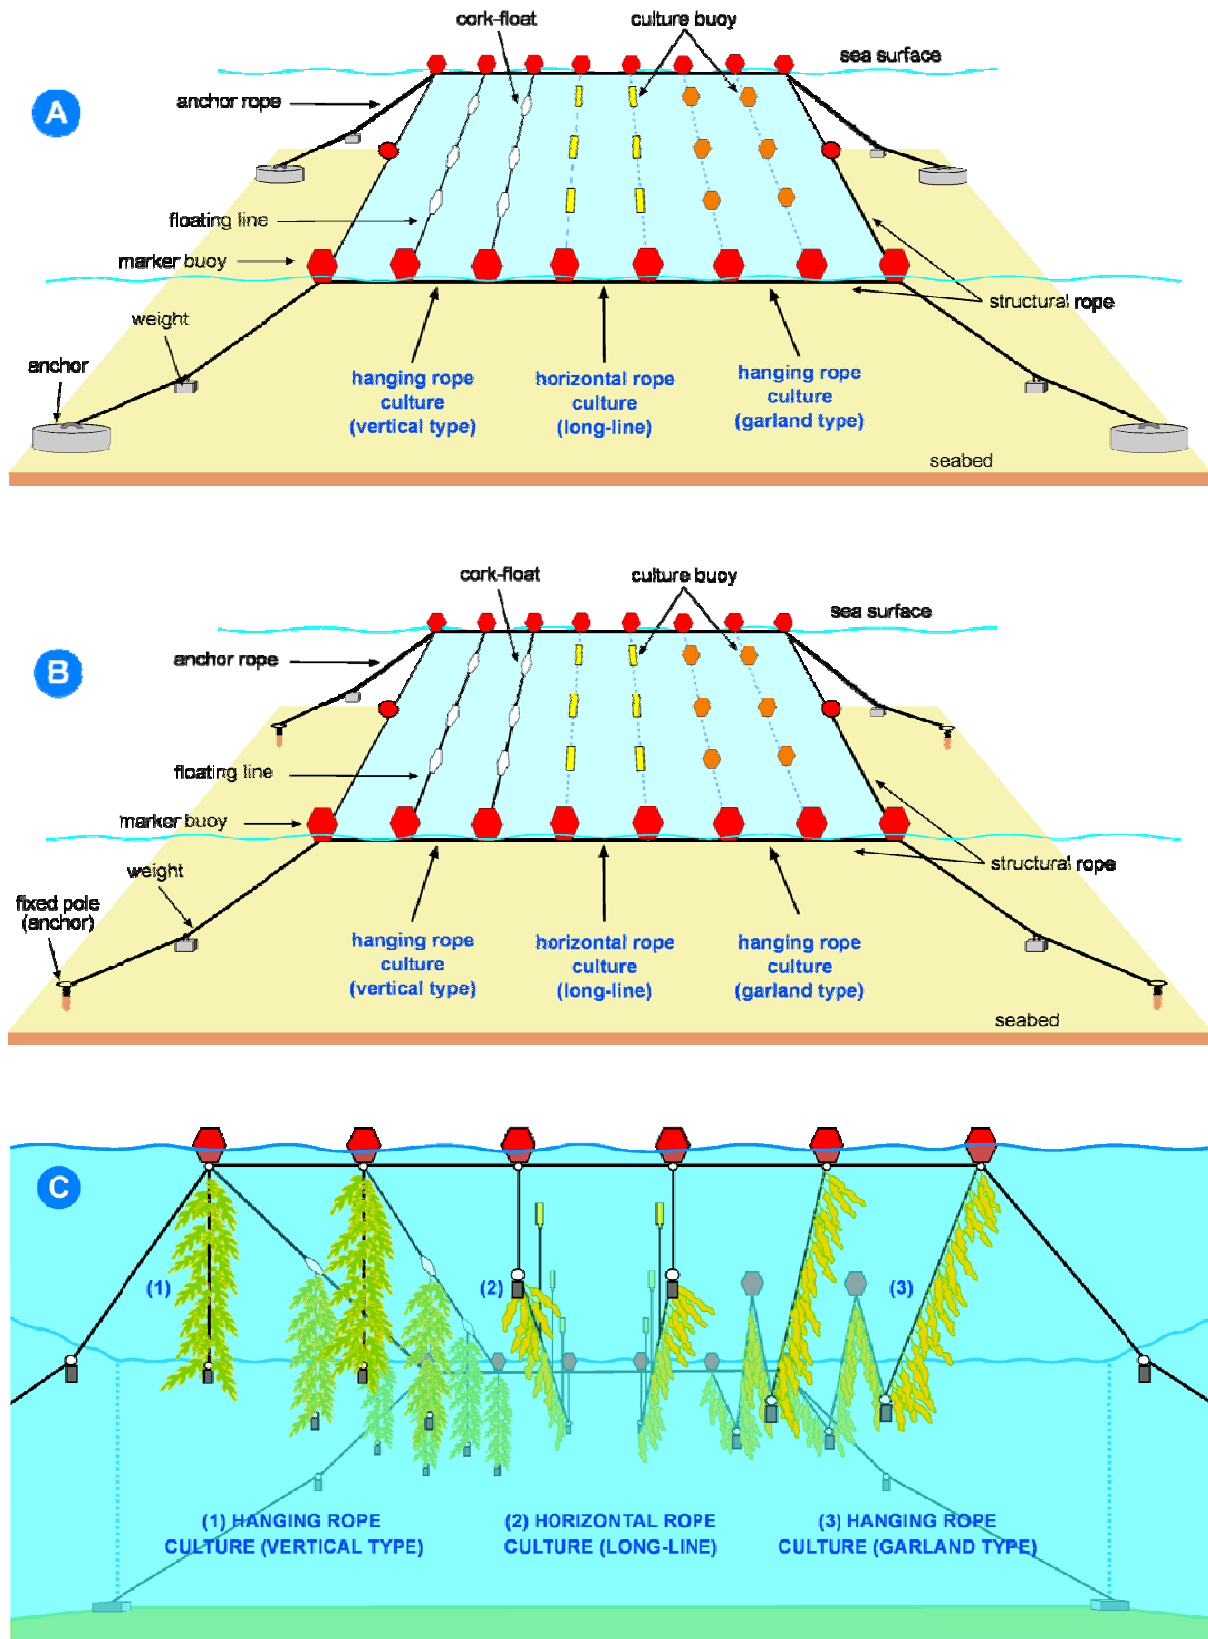 cork-float
culture buoy
sea surface
A
anchor rope
floating line
marker buoy
structural rope
weight
anchor
hanging rope
culture
(vertical type)
horizontal rope
culture
(long-line)
hanging rope
culture
(garland type)
seabed
cork-float
culture buoy
sea surface
B
anchor rope
floating line
marker buoy
structural rope
weight
fixed pole
(anchor)
hanging rope
culture
(vertical type)
horizontal rope
culture
(long-line)
hanging rope
culture
(garland type)
seabed
C
(1)
(2)
(3)
(1) HANGING ROPE
CULTURE (VERTICAL TYPE)
(2) HORIZONTAL ROPE
CULTURE (LONG-LINE)
(3) HANGING ROPE
CULTURE (GARLAND TYPE)